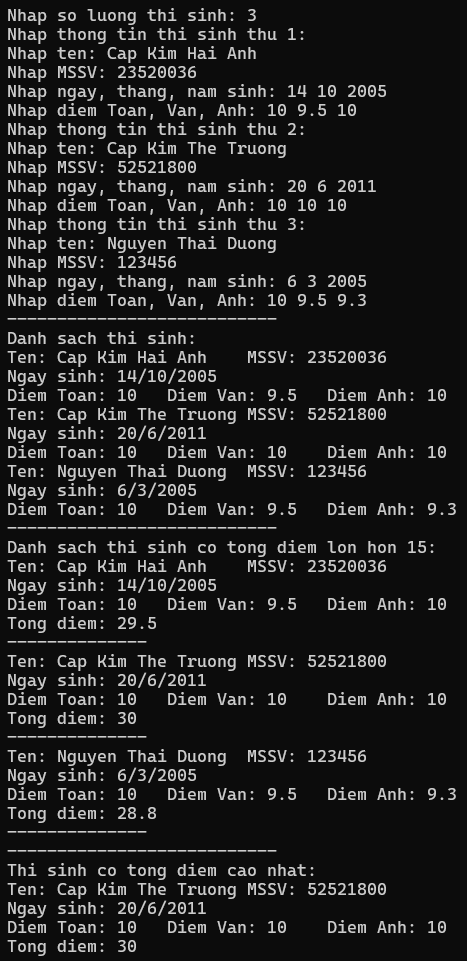 Nhap so luong thi sinh: 3
Nhap thong tin thi sinh thu 1:
Nhap ten: Cap Kim Hai Anh
Nhap MSSV: 23520036
Nhap ngay, thang, nam sinh: 14 10 2005
Nhap diem Toan, Van, Anh: 10 9.5 10
Nhap thong tin thi sinh thu 2:
Nhap ten: Cap Kim The Truong
Nhap MSSV: 52521800
Nhap ngay, thang, nam sinh: 20 6 2011
Nhap diem Toan, Van, Anh: 10 10 10
Nhap thong tin thi sinh thu 3:
Nhap ten: Nguyen Thai Duong
Nhap MSSV: 123456
Nhap ngay, thang, nam sinh: 6 3 2005
Nhap diem Toan, Van, Anh: 10 9.5 9.3
---------------------------
Danh sach thi sinh:
Ten: Cap Kim Hai Anh    MSSV: 23520036
Ngay sinh: 14/10/2005
Diem Toan: 10   Diem Van: 9.5   Diem Anh: 10
Ten: Cap Kim The Truong MSSV: 52521800
Ngay sinh: 20/6/2011
Diem Toan: 10   Diem Van: 10    Diem Anh: 10
Ten: Nguyen Thai Duong  MSSV: 123456
Ngay sinh: 6/3/2005
Diem Toan: 10   Diem Van: 9.5   Diem Anh: 9.3
---------------------------
Danh sach thi sinh co tong diem lon hon 15:
Ten: Cap Kim Hai Anh    MSSV: 23520036
Ngay sinh: 14/10/2005
Diem Toan: 10   Diem Van: 9.5   Diem Anh: 10
Tong diem: 29.5
--------------
Ten: Cap Kim The Truong MSSV: 52521800
Ngay sinh: 20/6/2011
Diem Toan: 10   Diem Van: 10    Diem Anh: 10
Tong diem: 30
--------------
Ten: Nguyen Thai Duong  MSSV: 123456
Ngay sinh: 6/3/2005
Diem Toan: 10   Diem Van: 9.5   Diem Anh: 9.3
Tong diem: 28.8
--------------
---------------------------
Thi sinh co tong diem cao nhat:
Ten: Cap Kim The Truong MSSV: 52521800
Ngay sinh: 20/6/2011
Diem Toan: 10   Diem Van: 10    Diem Anh: 10
Tong diem: 30